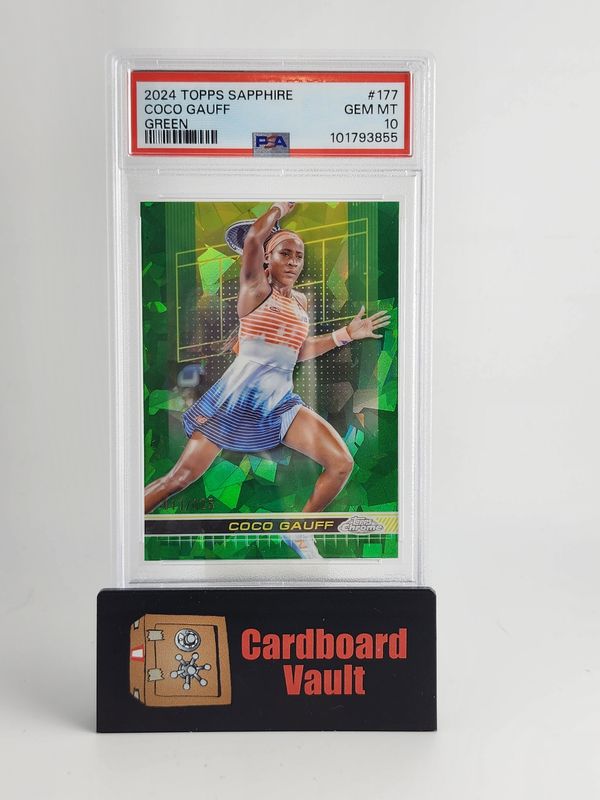 2024 TOPPS SAPPHIRE #177
COCO GAUFF GEM MT
GREEN 10
PSA 101793855
COCO GAUFF Topps Chrome
Cardboard
Vault